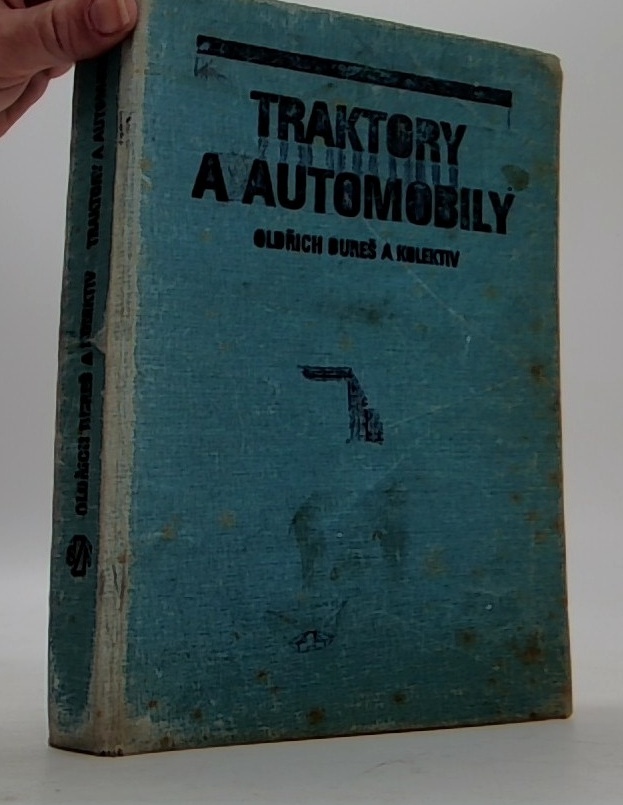 TRAKTORY
A AUTOMOBILY
OLDŘICH BUREŠ A KOLEKTIV
OLDŘICH BUREŠ A KOLEKTIV TRAKTORY A AUTOMOBILY